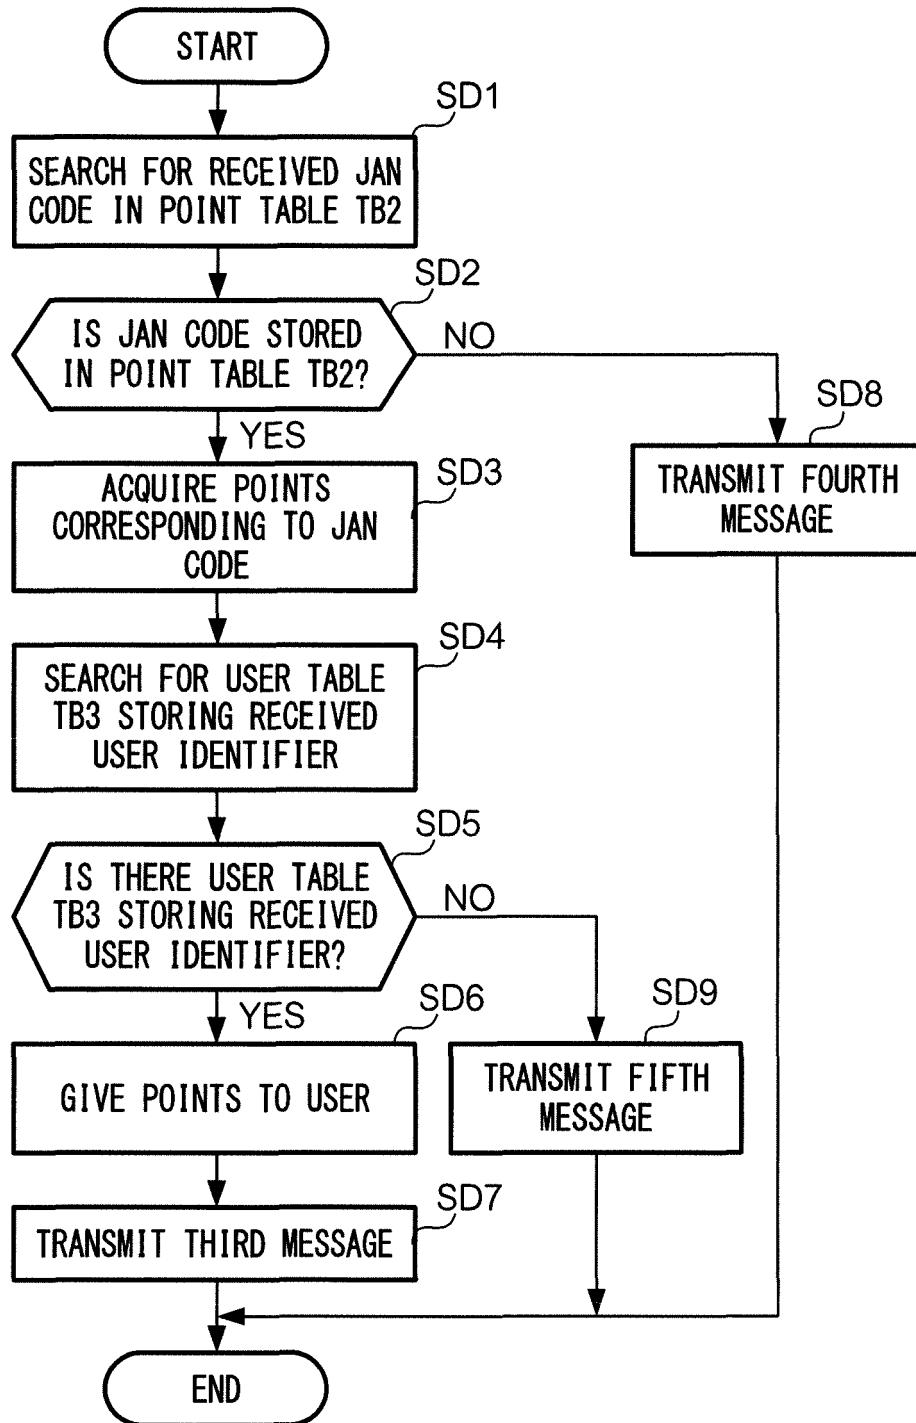 START
SD1
SEARCH FOR RECEIVED JAN
CODE IN POINT TABLE TB2
SD2
IS JAN CODE STORED
IN POINT TABLE TB2?
NO
YES
SD8
TRANSMIT FOURTH
MESSAGE
SD3
ACQUIRE POINTS
CORRESPONDING TO JAN
CODE
SD4
SEARCH FOR USER TABLE
TB3 STORING RECEIVED
USER IDENTIFIER
SD5
IS THERE USER TABLE
TB3 STORING RECEIVED
USER IDENTIFIER?
NO
YES
SD9
TRANSMIT FIFTH
MESSAGE
SD6
GIVE POINTS TO USER
SD7
TRANSMIT THIRD MESSAGE
END